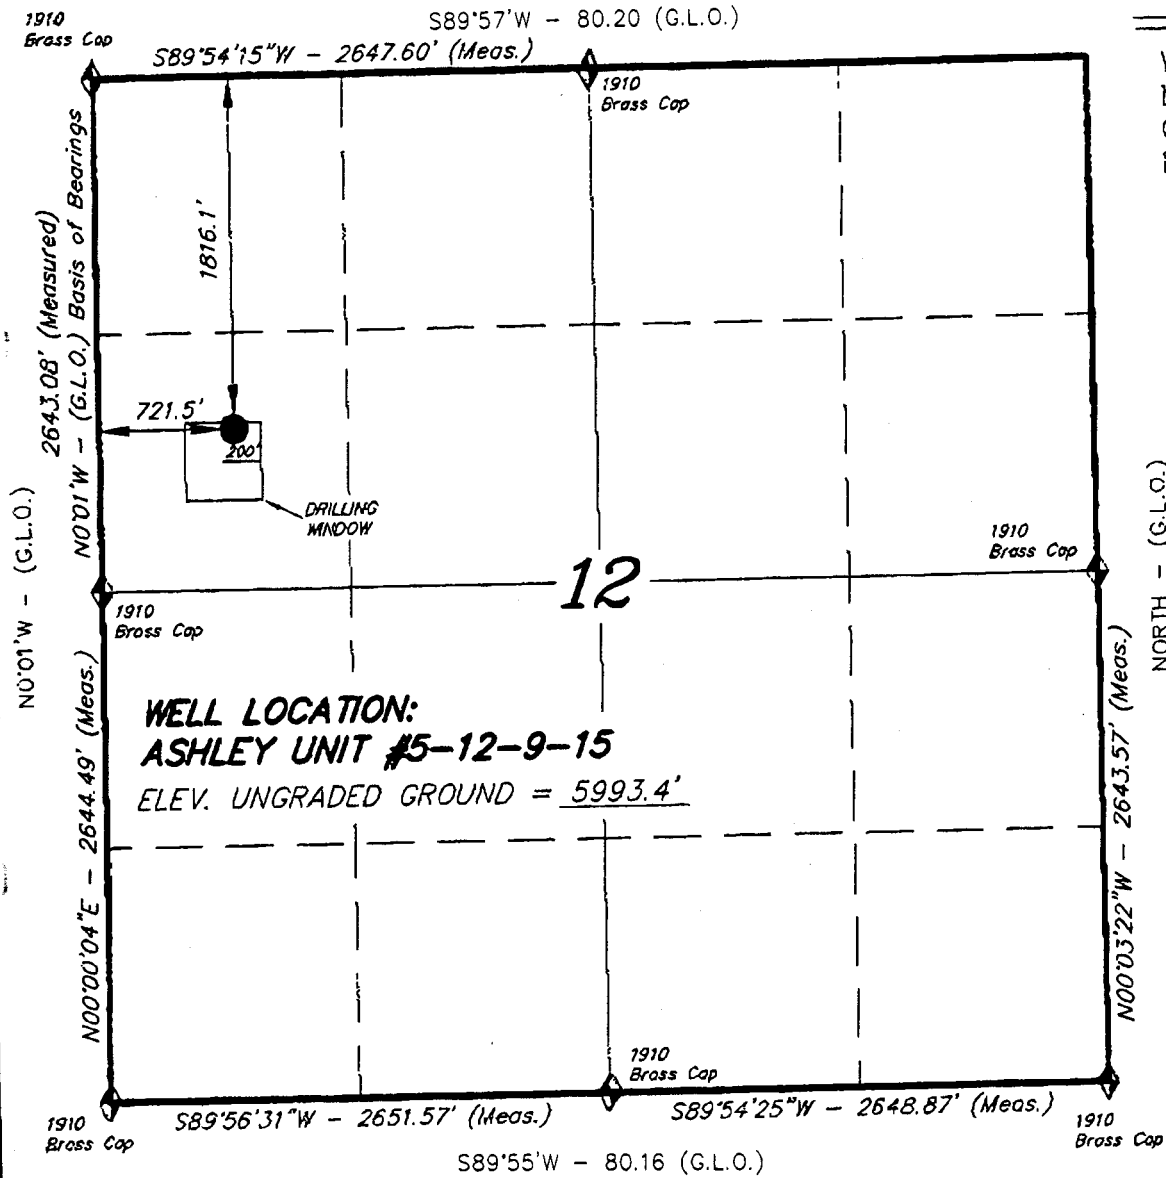 S89°57'W - 80.20 (G.L.O.)
1910
Brass Cap
S89°54'15"W - 2647.60' (Meas.)
1910
Brass Cap
2643.08' (Measured)
N0°01'W - (G.L.O.) Basis of Bearings
1816.1'
721.5'
200'
DRILLING
WINDOW
N0°01'W - (G.L.O.)
NORTH - (G.L.O.)
1910
Brass Cap
12
1910
Brass Cap
WELL LOCATION:
ASHLEY UNIT #5-12-9-15
ELEV. UNGRADED GROUND = 5993.4'
N00°00'04"E - 2644.49' (Meas.)
N00°03'22"W - 2643.57' (Meas.)
1910
Brass Cap
1910
Brass Cap
S89°56'31"W - 2651.57' (Meas.)
S89°54'25"W - 2648.87' (Meas.)
1910
Brass Cap
S89°55'W - 80.16 (G.L.O.)